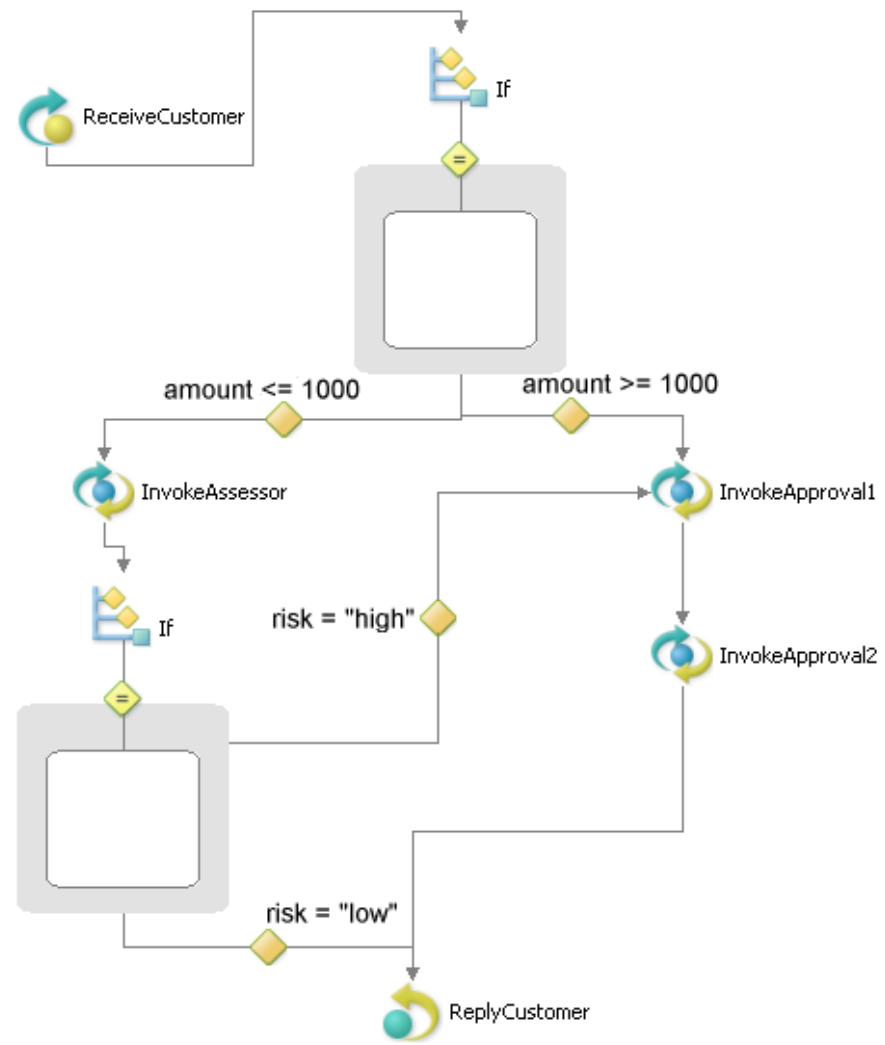 If
ReceiveCustomer
=
amount <= 1000
amount >= 1000
InvokeAssessor
InvokeApproval1
risk = "high"
If
InvokeApproval2
=
risk = "low"
ReplyCustomer